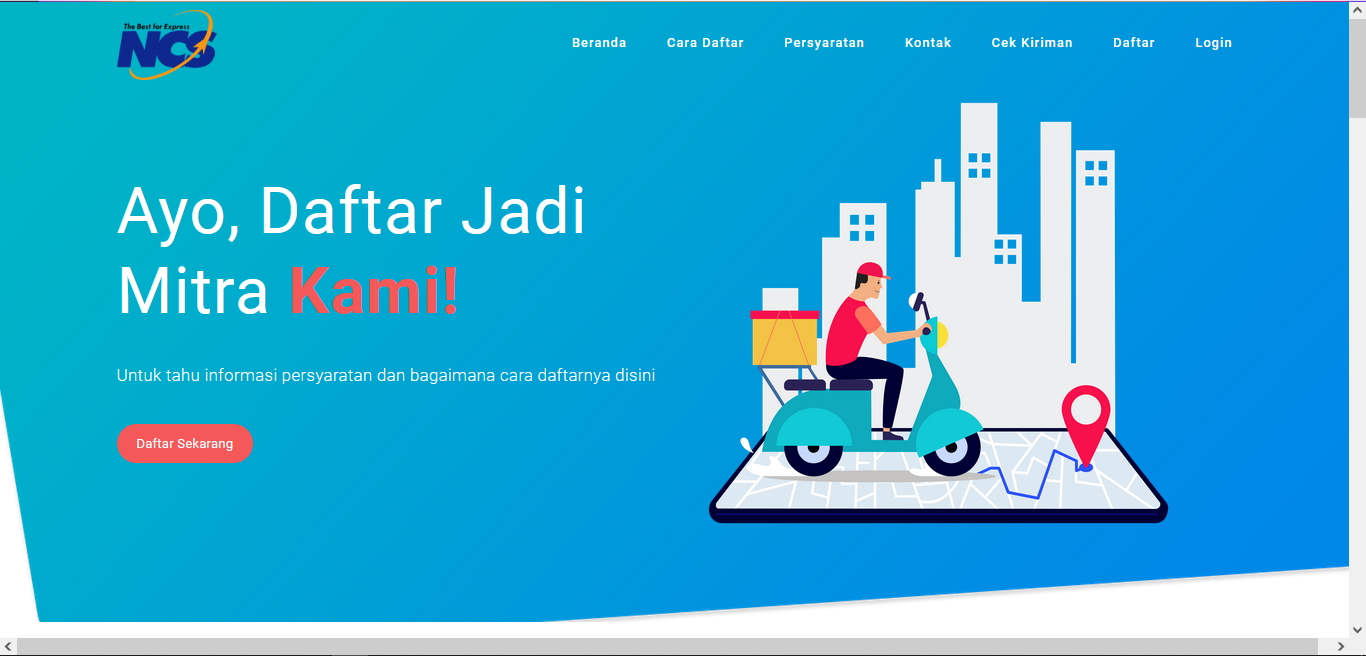 The Best for Express
NCS
Beranda
Cara Daftar
Persyaratan
Kontak
Cek Kiriman
Daftar
Login
Ayo, Daftar Jadi
Mitra Kami!
Untuk tahu informasi persyaratan dan bagaimana cara daftarnya disini
Daftar Sekarang